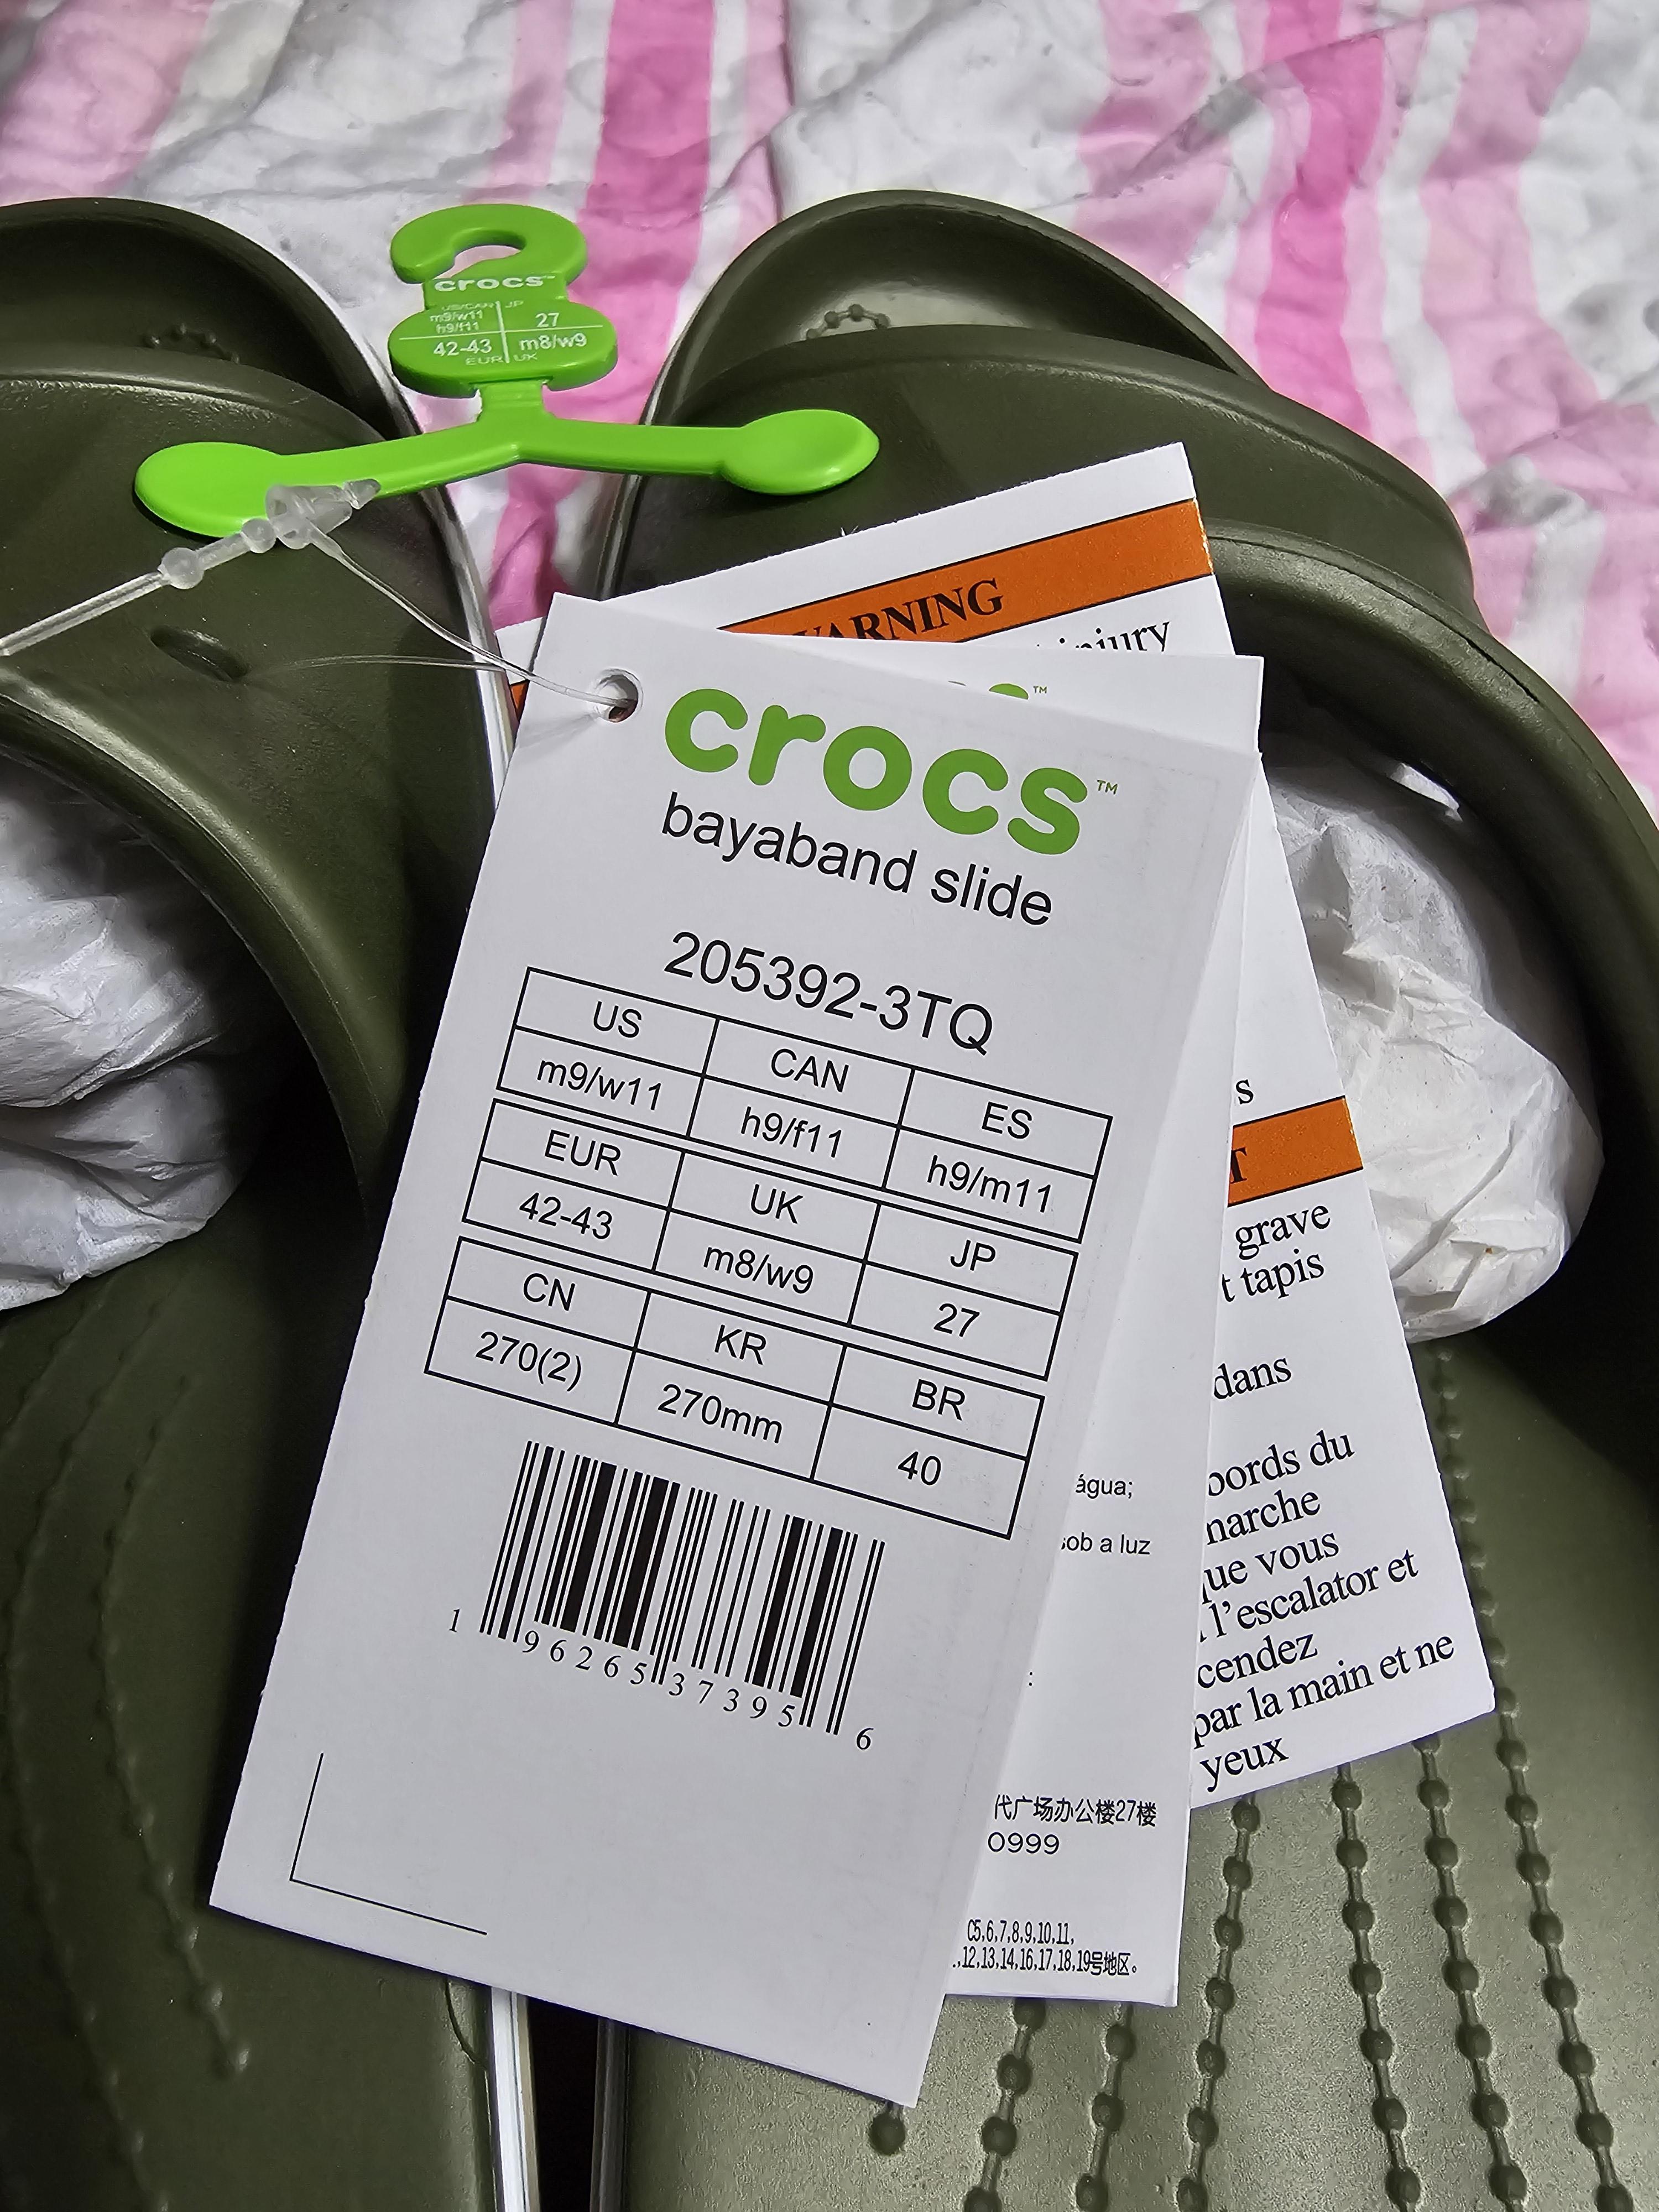 crocs™
US/CAN JP
m9/w11
h9/f11
27
42-43 m8/w9
EUR UK
WARNING
injury
™
crocs™
bayaband slide
205392-3TQ
US CAN ES
m9/w11 h9/f11 h9/m11
EUR UK JP
42-43 m8/w9 27
CN KR BR
270(2) 270mm 40
1 96265 37395 6
s
T
grave
t tapis
dans
bords du
marche
que vous
l'escalator et
cendez
par la main et ne
yeux
água;
sob a luz
:
代广场办公楼27楼
0999
C5,6,7,8,9,10,11,
12,13,14,16,17,18,19号地区。